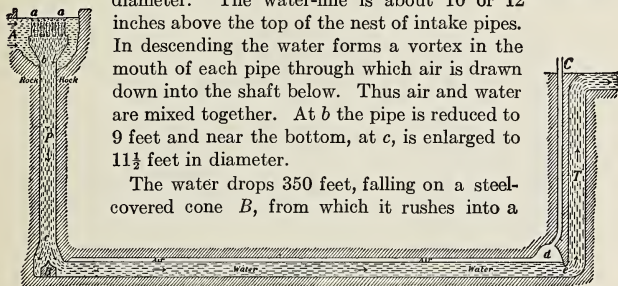 diameter. The water-line is about 10 or 12
inches above the top of the nest of intake pipes.
In descending the water forms a vortex in the
mouth of each pipe through which air is drawn
down into the shaft below. Thus air and water
are mixed together. At b the pipe is reduced to
9 feet and near the bottom, at c, is enlarged to
11½ feet in diameter.
The water drops 350 feet, falling on a steel-
covered cone B, from which it rushes into a
a a
A
b
Rock Rock
P
B
Air Air
Water Water
C
T
d
e